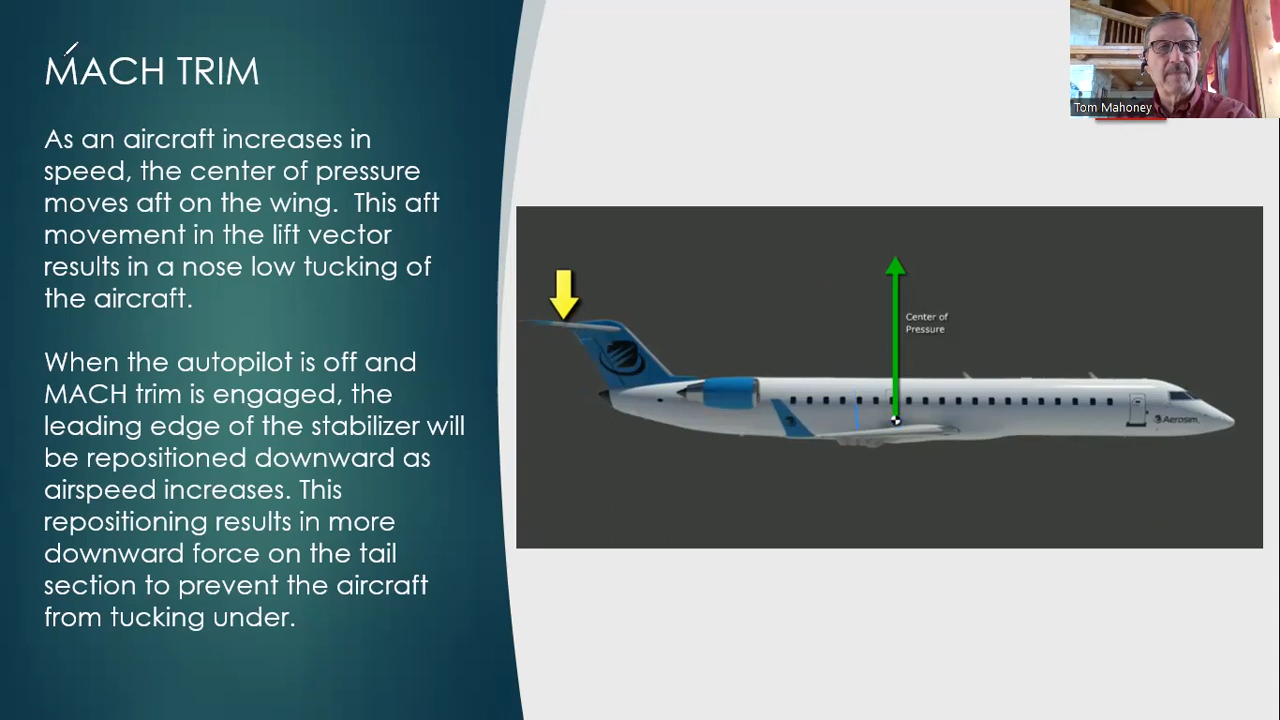 MACH TRIM
As an aircraft increases in
speed, the center of pressure
moves aft on the wing.  This aft
movement in the lift vector
results in a nose low tucking of
the aircraft.
When the autopilot is off and
MACH trim is engaged, the
leading edge of the stabilizer will
be repositioned downward as
airspeed increases. This
repositioning results in more
downward force on the tail
section to prevent the aircraft
from tucking under.
Center of
Pressure
Aerosim
Tom Mahoney